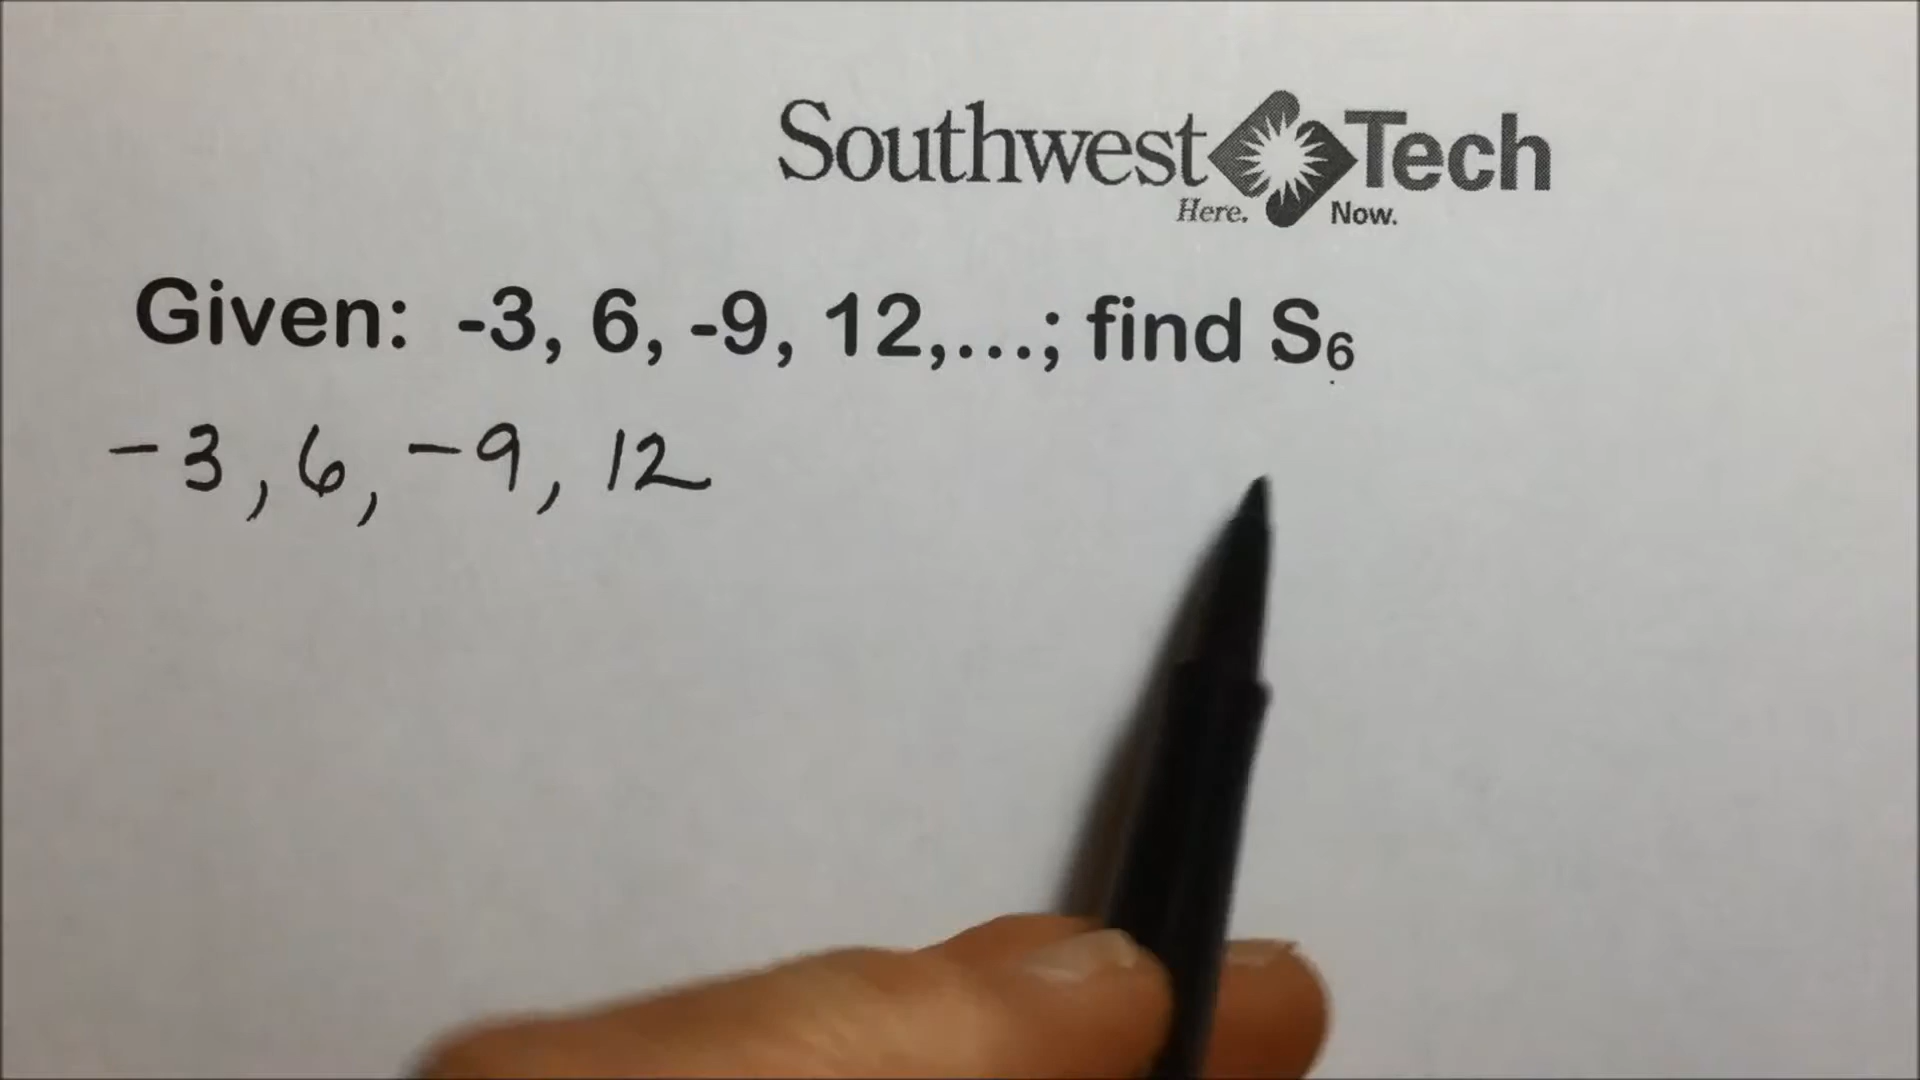 Southwest Tech
Here. Now.
Given: -3, 6, -9, 12,...; find S₆
-3, 6, -9, 12